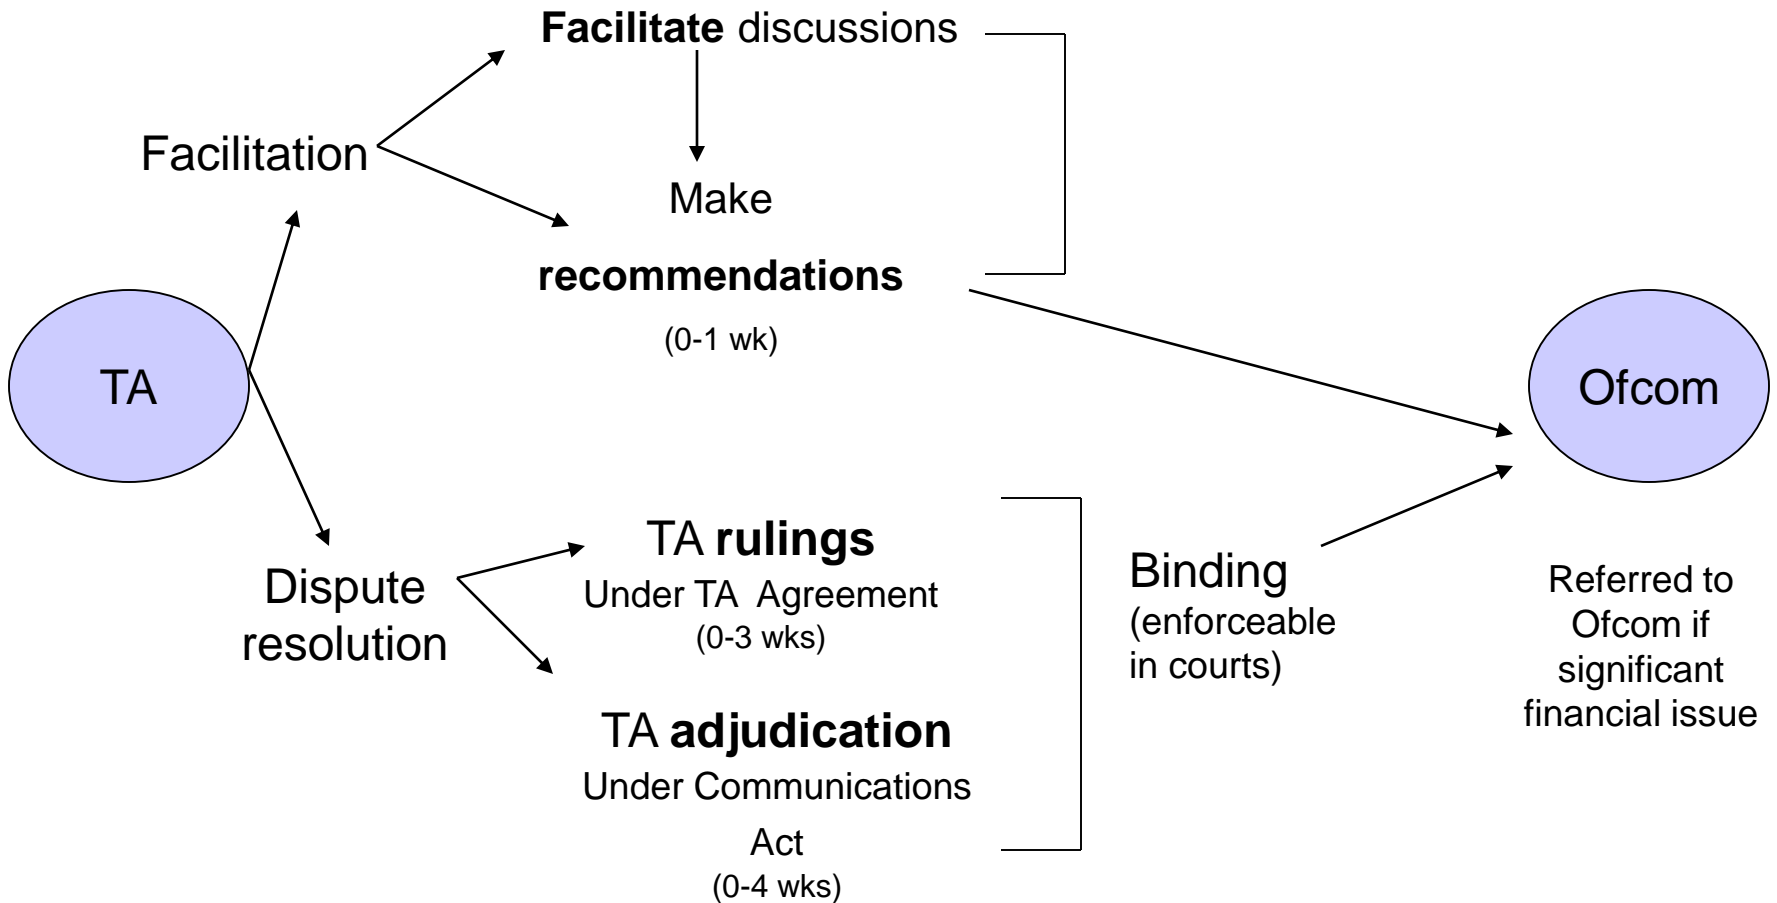 Facilitate discussions
Facilitation
Make
recommendations
(0-1 wk)
TA
Ofcom
TA rulings
Under TA Agreement
(0-3 wks)
Dispute
resolution
Binding
(enforceable
in courts)
Referred to
Ofcom if
significant
financial issue
TA adjudication
Under Communications
Act
(0-4 wks)